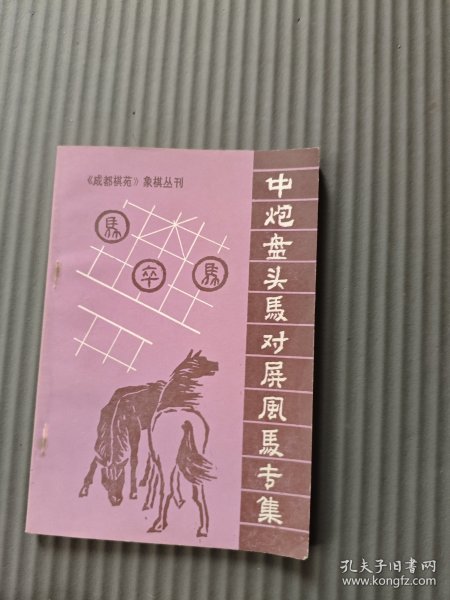 《成都棋苑》象棋丛刊
中炮盘头馬对屏風馬专集
馬
卒
馬
孔夫子旧书网
www.kongfz.com